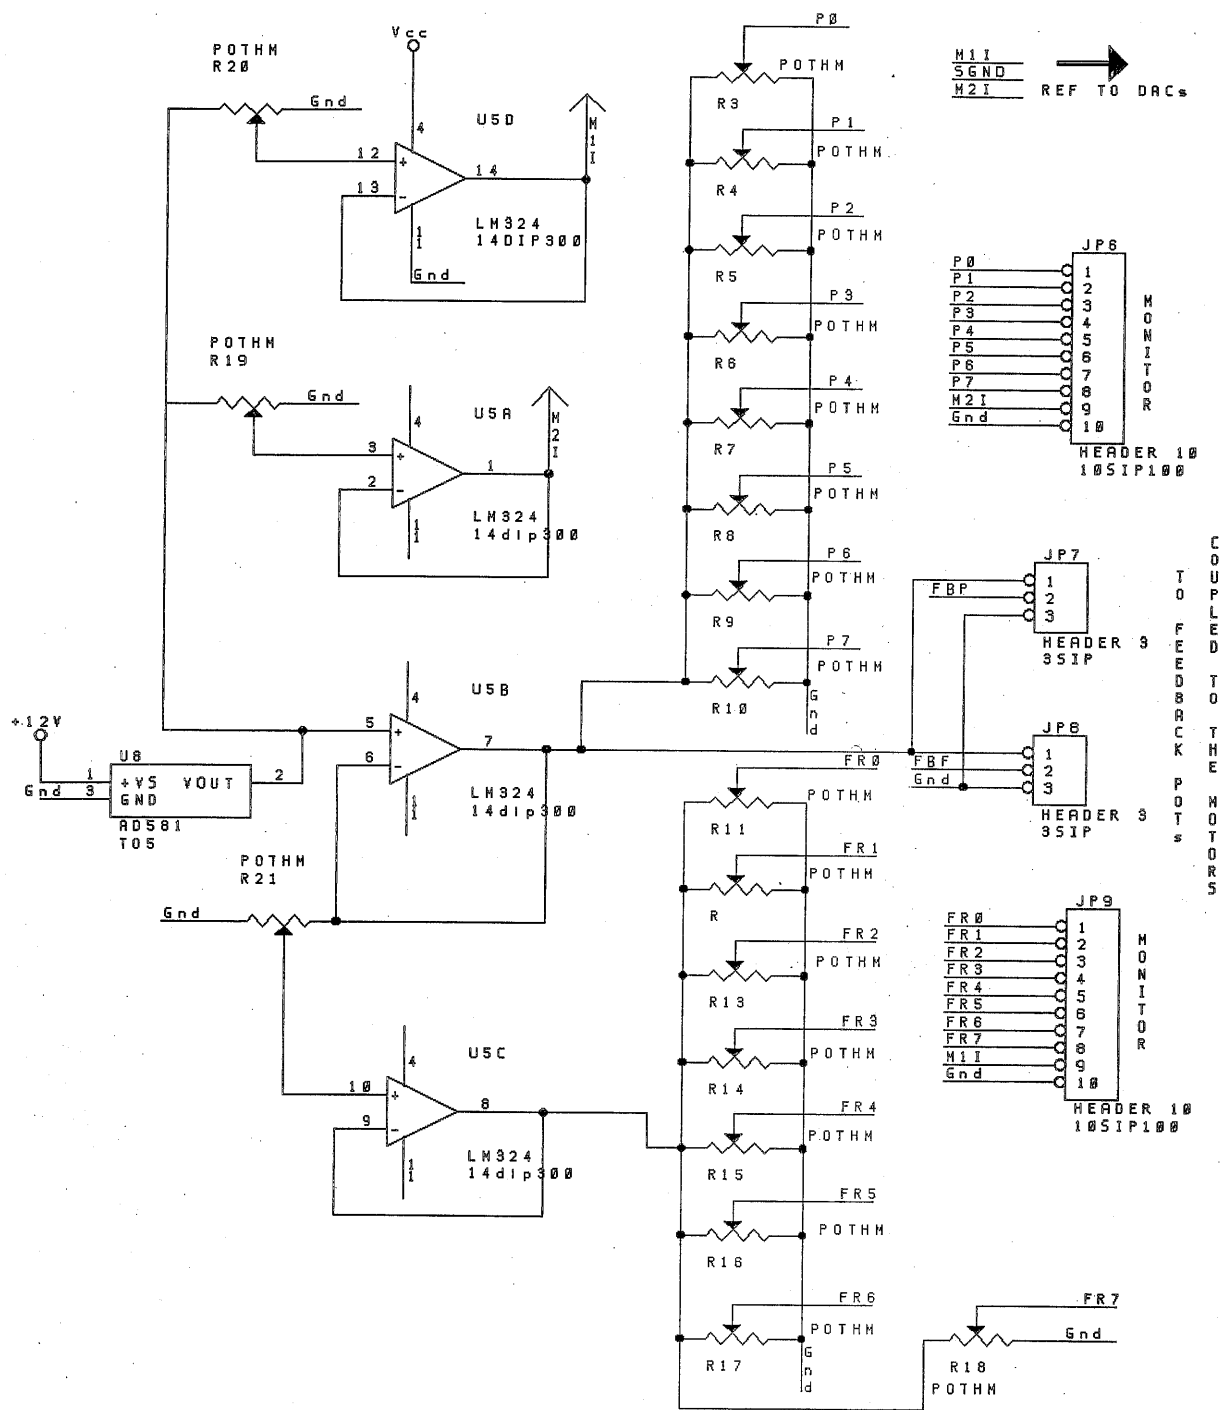 POTHM
R20
Gnd
Vcc
4
U5D
12
13
+
-
14
11
Gnd
LM324
14DIP300
M1I
POTHM
R19
Gnd
4
U5A
3
2
+
-
1
11
LM324
14dip300
M2I
+12V
U8
1
Gnd 3
+VS VOUT
GND
2
AD581
TO5
4
U5B
5
6
+
-
7
11
LM324
14dip300
POTHM
R21
Gnd
4
U5C
10
9
+
-
8
11
LM324
14dip300
P0
POTHM
R3
P1
POTHM
R4
P2
POTHM
R5
P3
POTHM
R6
P4
POTHM
R7
P5
POTHM
R8
P6
POTHM
R9
P7
POTHM
R10
Gnd
FR0
POTHM
R11
FR1
POTHM
R
FR2
POTHM
R13
FR3
POTHM
R14
FR4
POTHM
R15
FR5
POTHM
R16
FR6
POTHM
R17
Gnd
FR7
Gnd
R18
POTHM
M1I
SGND
M2I
REF TO DACs
JP6
P0 1
P1 2
P2 3
P3 4
P4 5
P5 6
P6 7
P7 8
M2I 9
Gnd 10
HEADER 10
10SIP100
MONITOR
JP7
1
FBP 2
3
HEADER 3
3SIP
JP8
1
FBF 2
Gnd 3
HEADER 3
3SIP
TO FEEDBACK POTs
COUPLED TO THE MOTORS
JP9
FR0 1
FR1 2
FR2 3
FR3 4
FR4 5
FR5 6
FR6 7
FR7 8
M1I 9
Gnd 10
HEADER 10
10SIP100
MONITOR